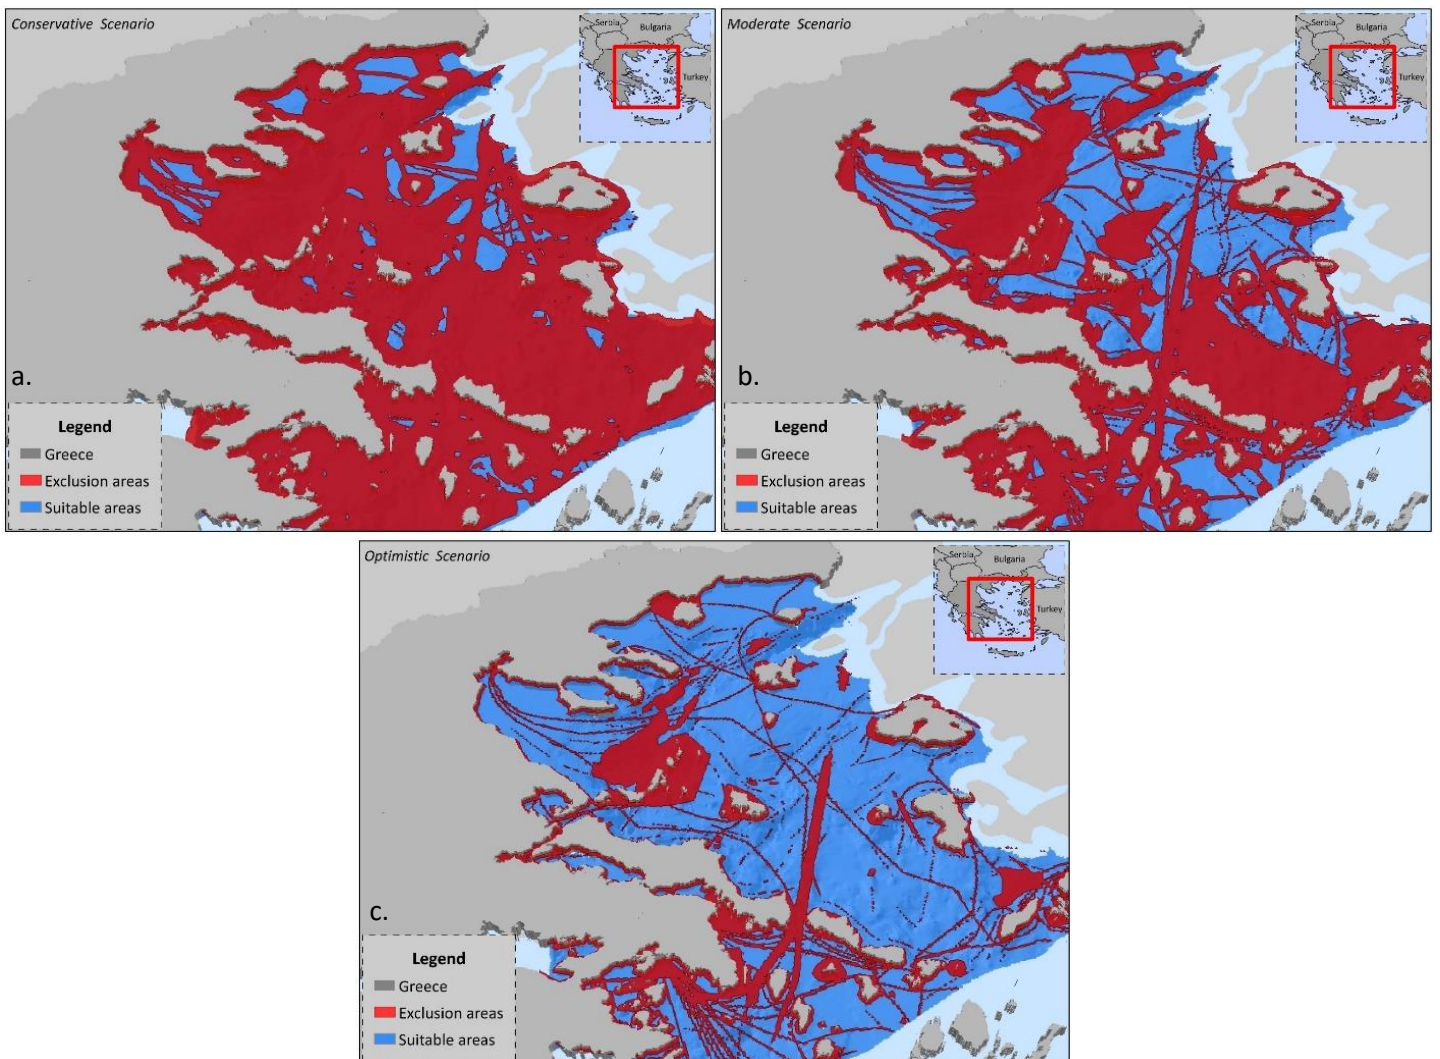 Conservative Scenario
Serbia
Bulgaria
Turkey
a.
Legend
Greece
Exclusion areas
Suitable areas
Moderate Scenario
Serbia
Bulgaria
Turkey
b.
Legend
Greece
Exclusion areas
Suitable areas
Optimistic Scenario
Serbia
Bulgaria
Turkey
c.
Legend
Greece
Exclusion areas
Suitable areas